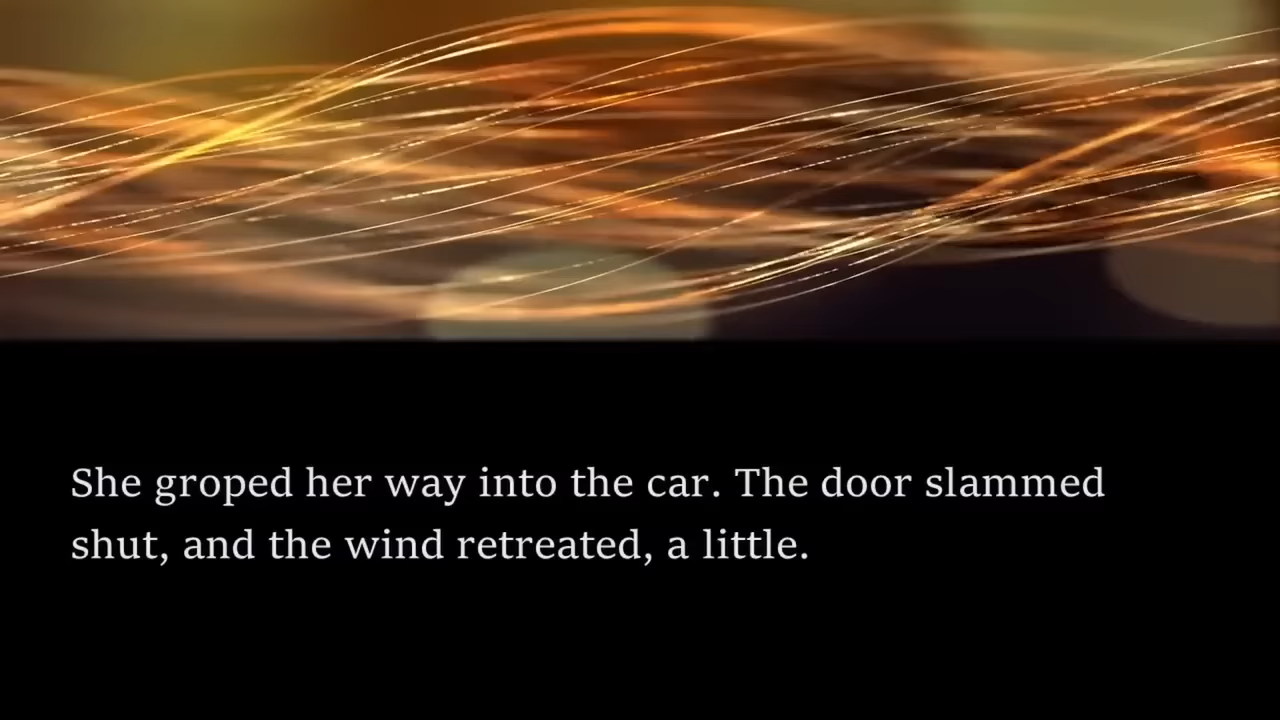 She groped her way into the car. The door slammed
shut, and the wind retreated, a little.